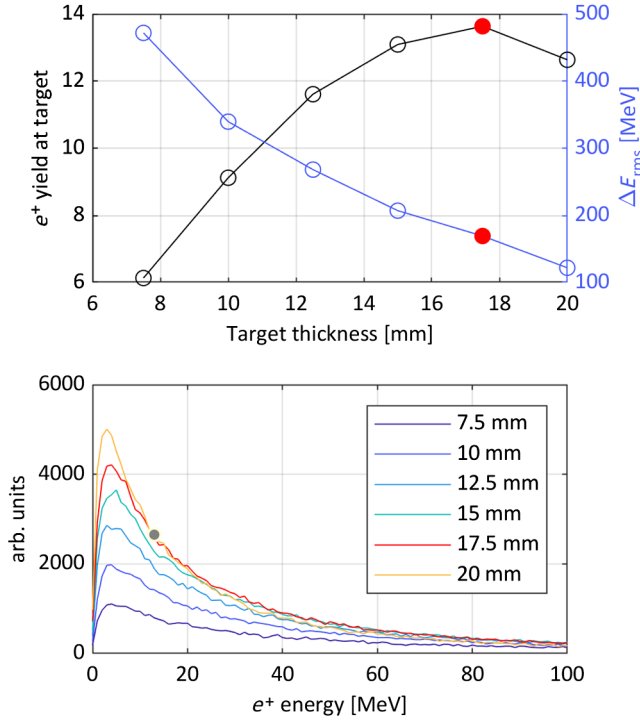 14
12
10
8
6
e⁺ yield at target
500
400
300
200
100
ΔE_rms [MeV]
6 8 10 12 14 16 18 20
Target thickness [mm]
6000
4000
2000
0
arb. units
7.5 mm
10 mm
12.5 mm
15 mm
17.5 mm
20 mm
0 20 40 60 80 100
e⁺ energy [MeV]